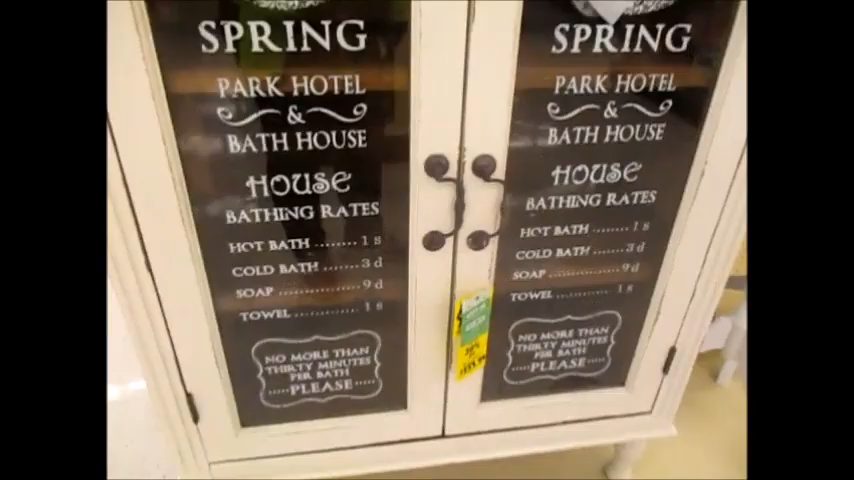 SPRING
PARK HOTEL
&
BATH HOUSE
HOUSE
BATHING RATES
HOT BATH ........ 1 s
COLD BATH ........ 3 d
SOAP .................. 9 d
TOWEL ............... 1 s
NO MORE THAN
THIRTY MINUTES
PER BATH
PLEASE
SPRING
PARK HOTEL
&
BATH HOUSE
HOUSE
BATHING RATES
HOT BATH ........ 1 s
COLD BATH ........ 3 d
SOAP .................. 9 d
TOWEL ............... 1 s
NO MORE THAN
THIRTY MINUTES
PER BATH
PLEASE